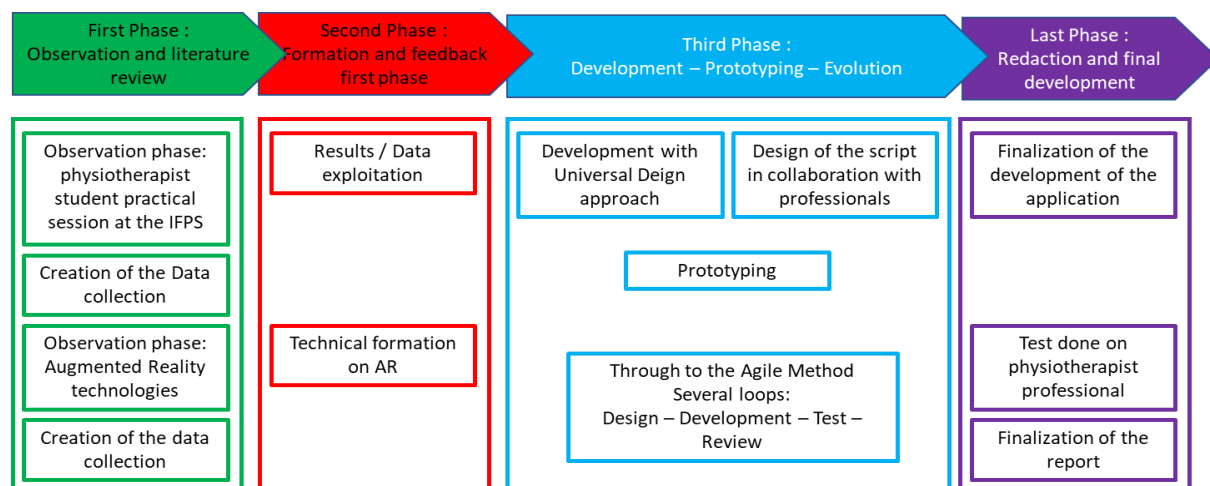 First Phase :
Observation and literature
review
Second Phase :
Formation and feedback
first phase
Third Phase :
Development – Prototyping – Evolution
Last Phase :
Redaction and final
development
Observation phase:
physiotherapist
student practical
session at the IFPS
Creation of the Data
collection
Observation phase:
Augmented Reality
technologies
Creation of the data
collection
Results / Data
exploitation
Technical formation
on AR
Development with
Universal Deign
approach
Design of the script
in collaboration with
professionals
Prototyping
Through to the Agile Method
Several loops:
Design – Development – Test –
Review
Finalization of the
development of the
application
Test done on
physiotherapist
professional
Finalization of the
report